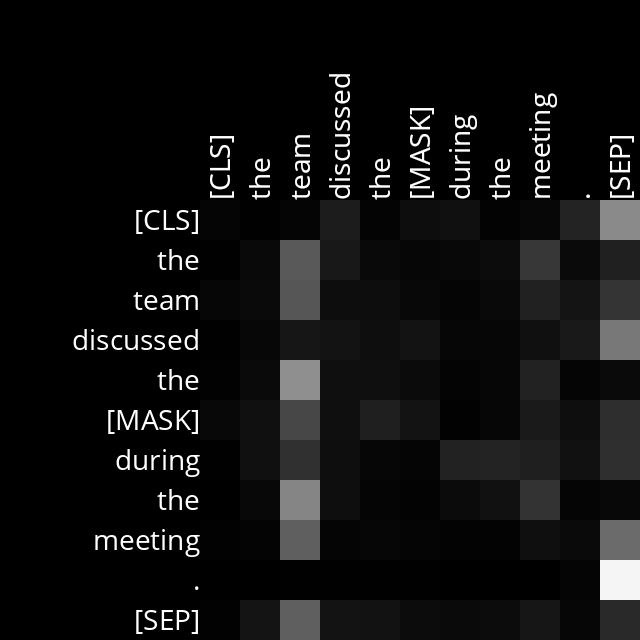 [CLS]
the
team
discussed
the
[MASK]
during
the
meeting
.
[SEP]
[CLS]
the
team
discussed
the
[MASK]
during
the
meeting
.
[SEP]